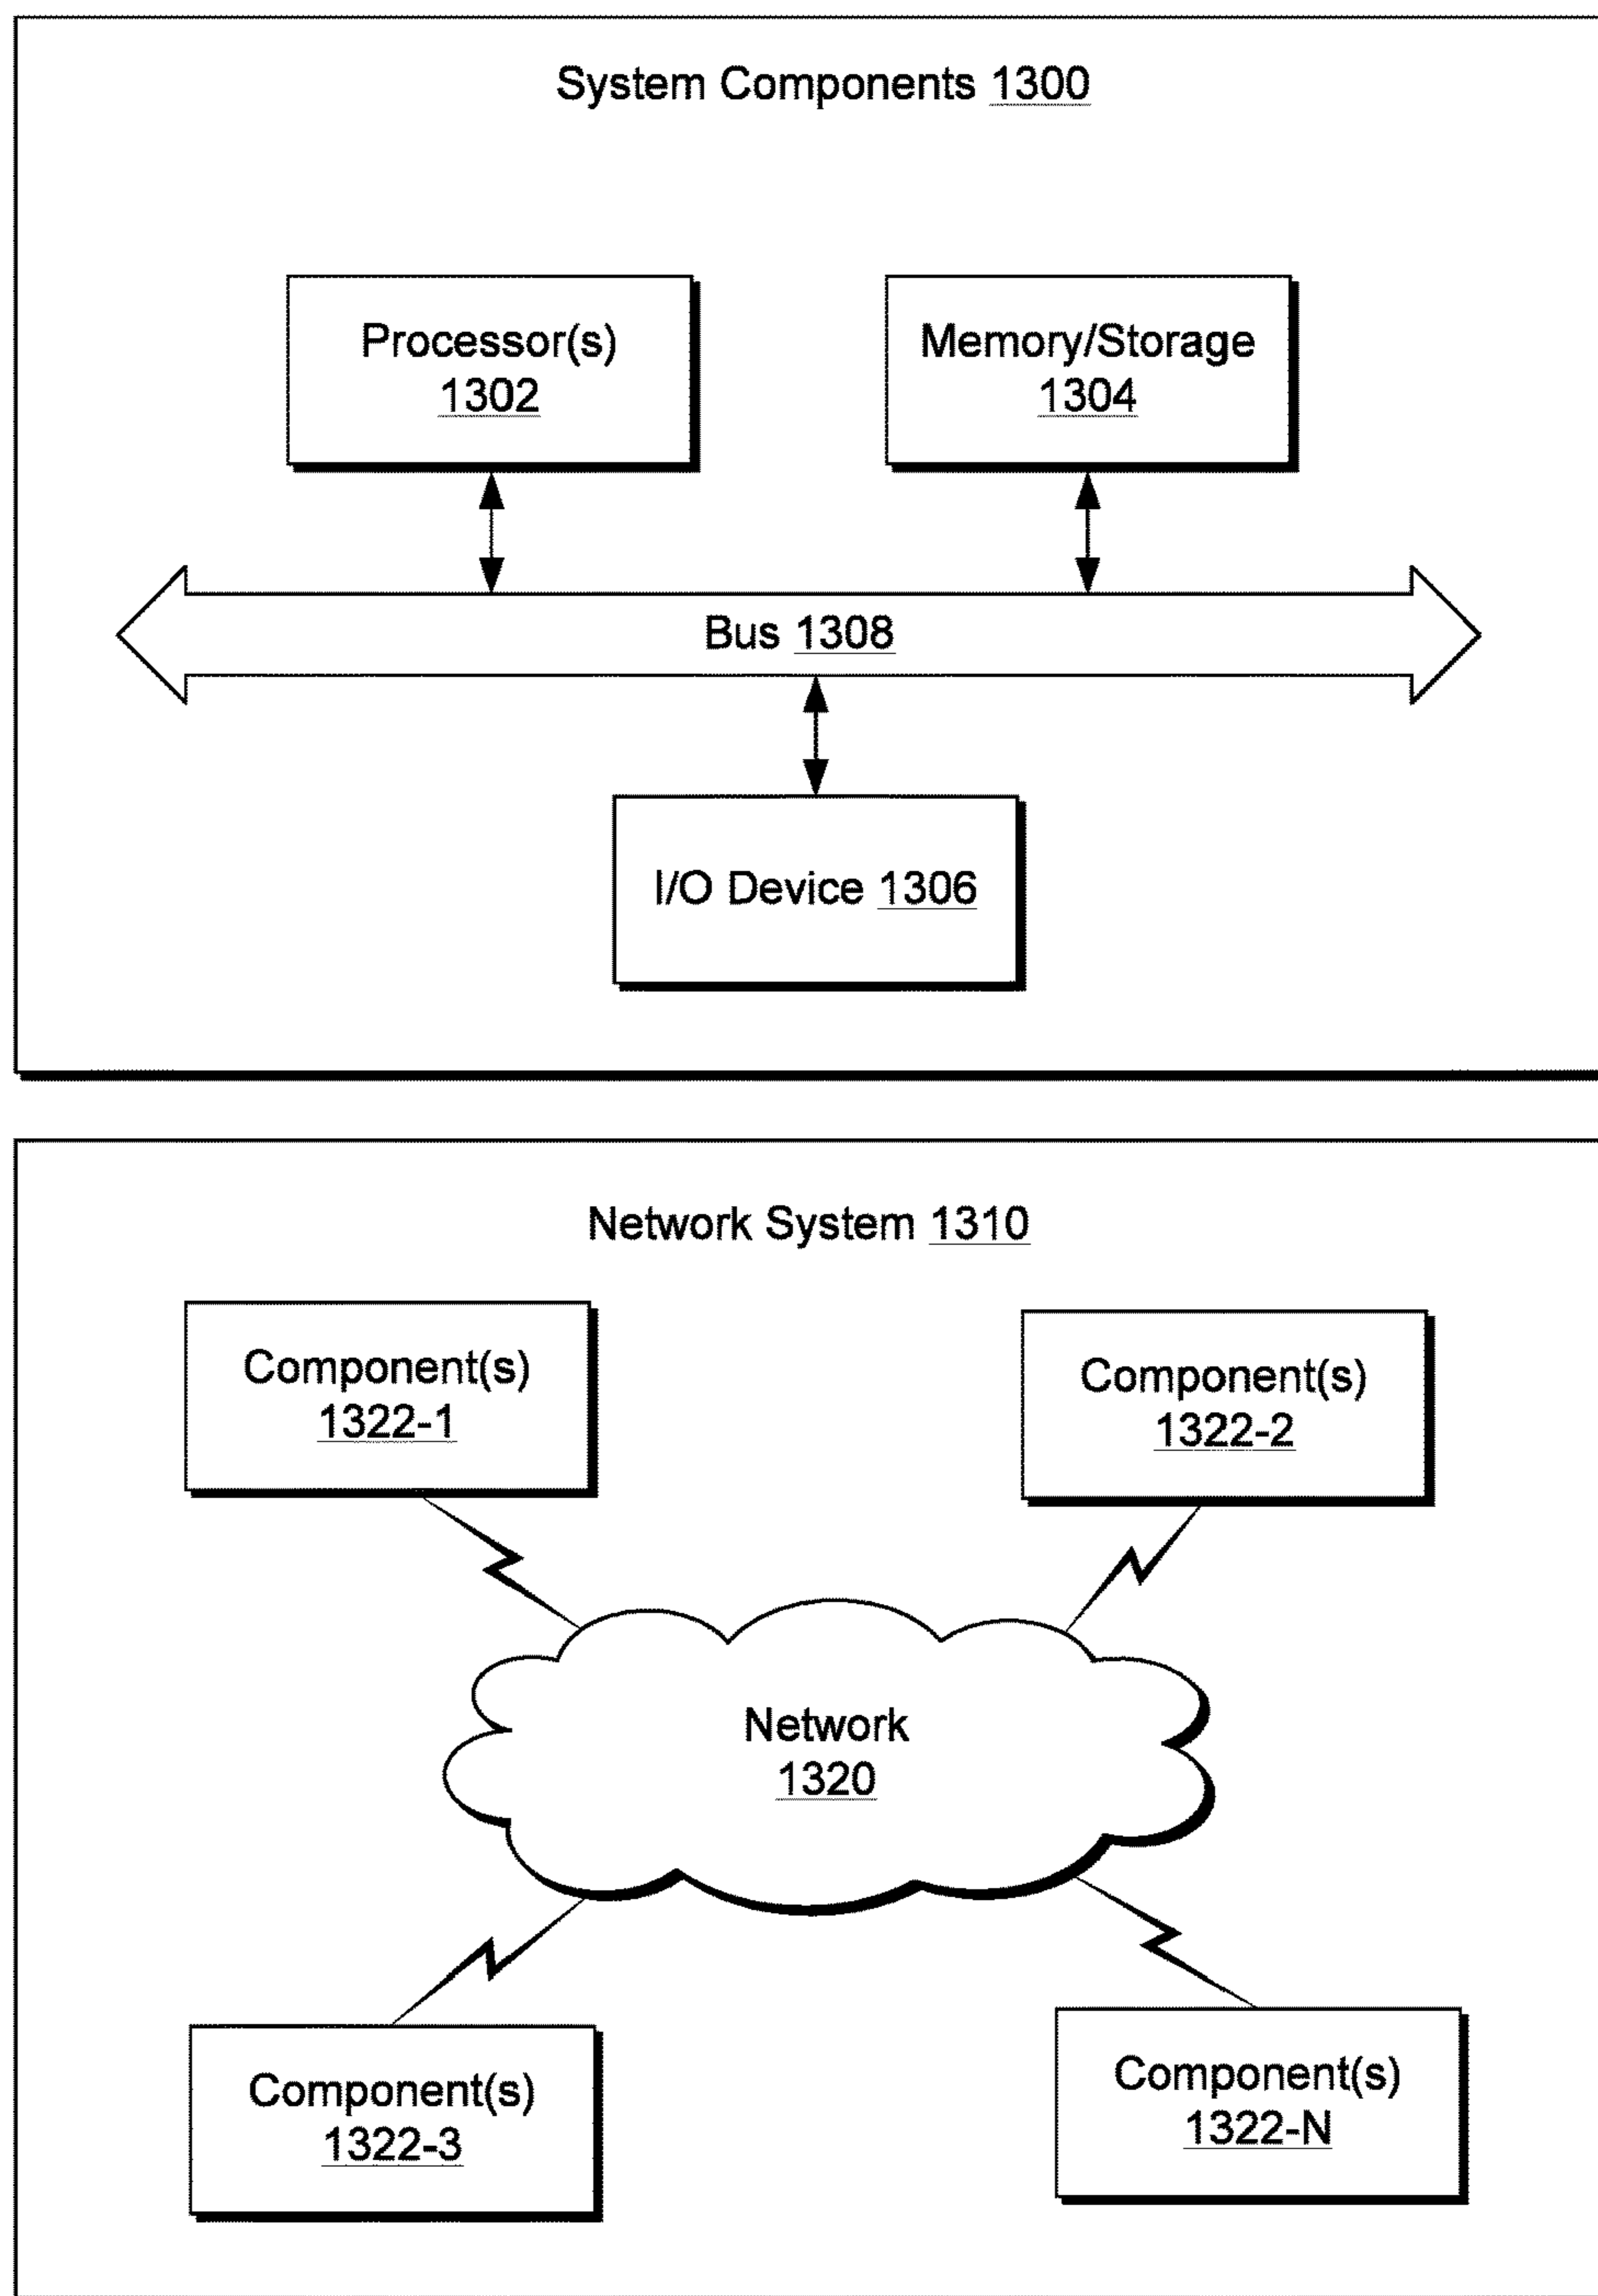 System Components 1300
Processor(s)
1302
Memory/Storage
1304
Bus 1308
I/O Device 1306
Network System 1310
Component(s)
1322-1
Component(s)
1322-2
Network
1320
Component(s)
1322-3
Component(s)
1322-N